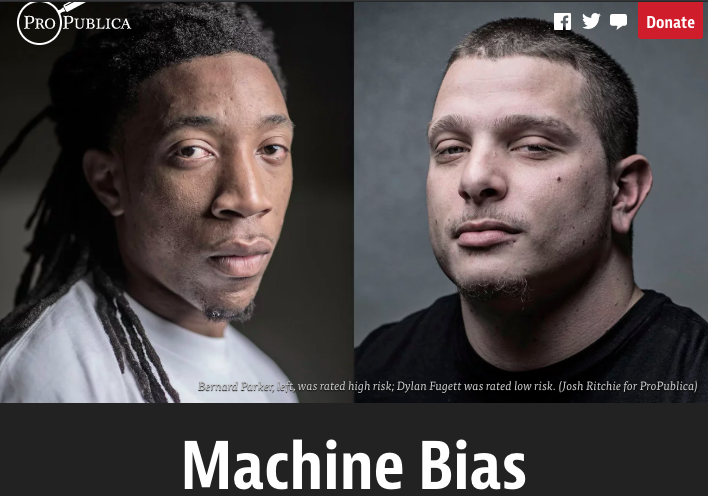 PROPUBLICA
Donate
Bernard Parker, left, was rated high risk; Dylan Fugett was rated low risk. (Josh Ritchie for ProPublica)
Machine Bias